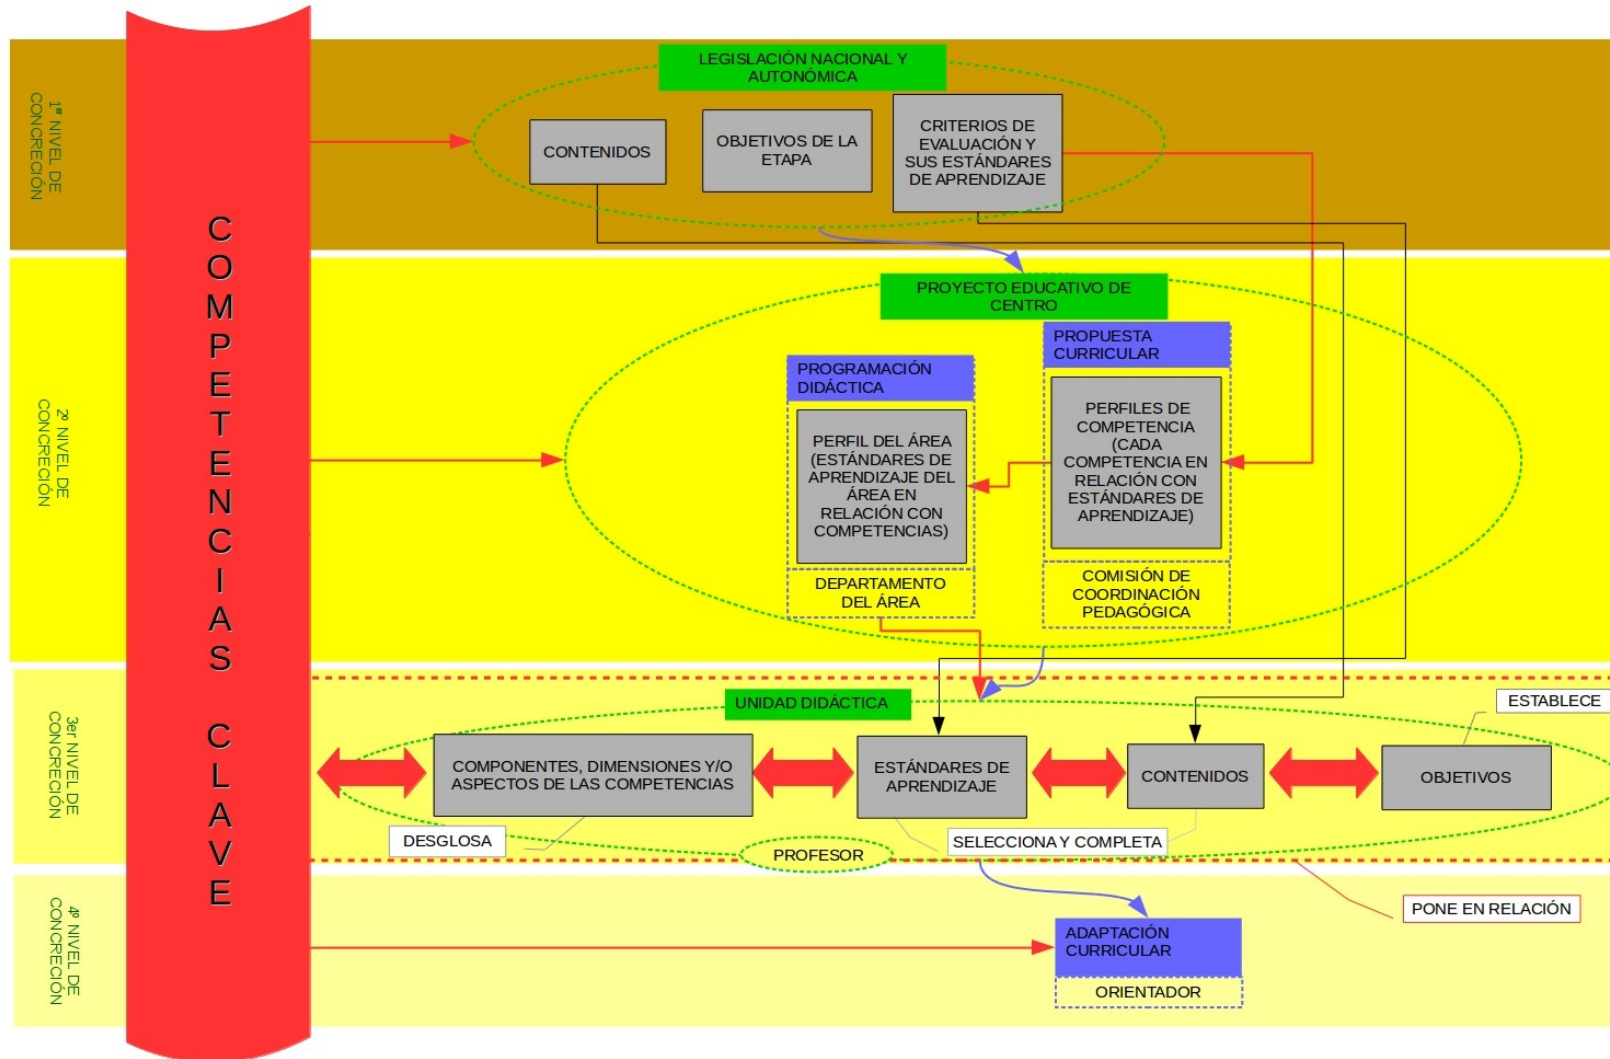 COMPETENCIAS CLAVE
1er NIVEL DE
CONCRECIÓN
LEGISLACIÓN NACIONAL Y
AUTONÓMICA
CONTENIDOS
OBJETIVOS DE LA
ETAPA
CRITERIOS DE
EVALUACIÓN Y
SUS ESTÁNDARES
DE APRENDIZAJE
2º NIVEL DE
CONCRECIÓN
PROYECTO EDUCATIVO DE
CENTRO
PROGRAMACIÓN
DIDÁCTICA
PERFIL DEL ÁREA
(ESTÁNDARES DE
APRENDIZAJE DEL
ÁREA EN
RELACIÓN CON
COMPETENCIAS)
DEPARTAMENTO
DEL ÁREA
PROPUESTA
CURRICULAR
PERFILES DE
COMPETENCIA
(CADA
COMPETENCIA EN
RELACIÓN CON
ESTÁNDARES DE
APRENDIZAJE)
COMISIÓN DE
COORDINACIÓN
PEDAGÓGICA
3er NIVEL DE
CONCRECIÓN
UNIDAD DIDÁCTICA
ESTABLECE
COMPONENTES, DIMENSIONES Y/O
ASPECTOS DE LAS COMPETENCIAS
ESTÁNDARES DE
APRENDIZAJE
CONTENIDOS
OBJETIVOS
DESGLOSA
SELECCIONA Y COMPLETA
PROFESOR
PONE EN RELACIÓN
4º NIVEL DE
CONCRECIÓN
ADAPTACIÓN
CURRICULAR
ORIENTADOR